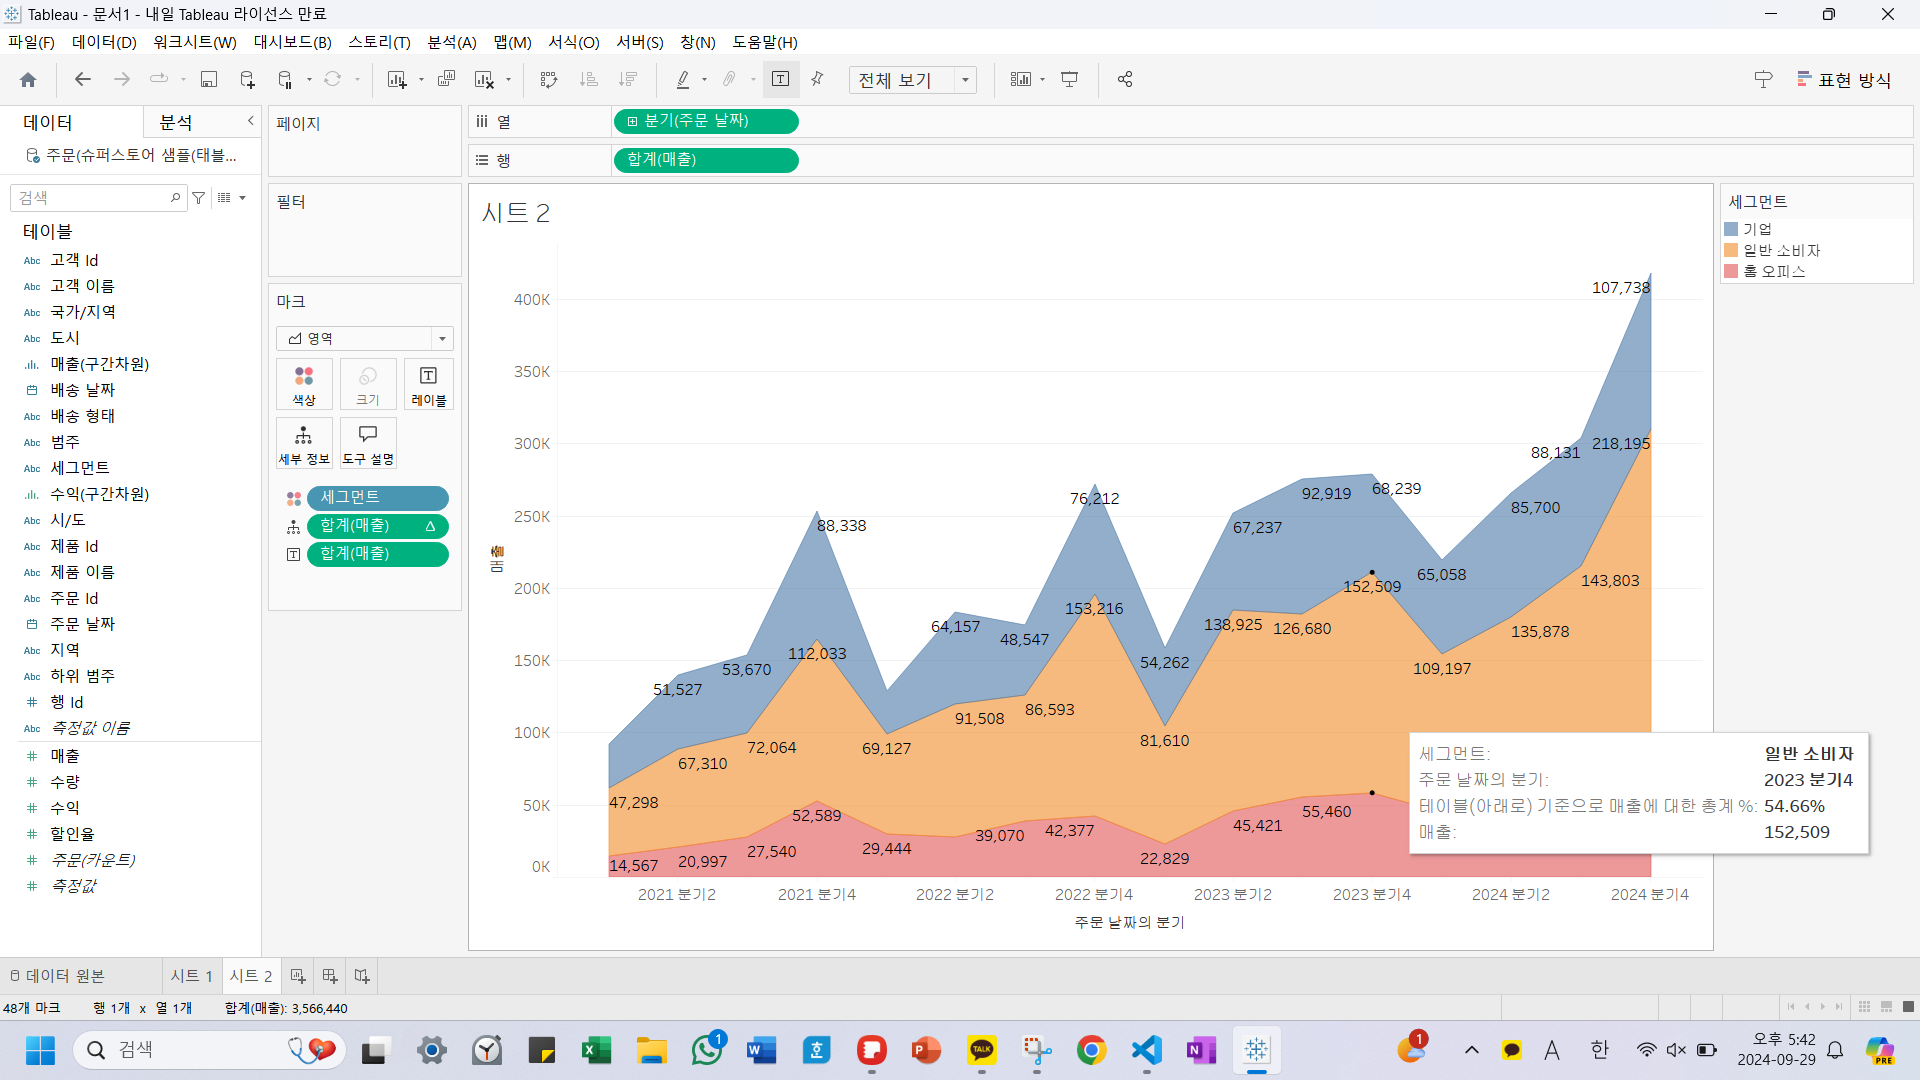 Tableau - 문서1 - 내일 Tableau 라이선스 만료
파일(F) 데이터(D) 워크시트(W) 대시보드(B) 스토리(T) 분석(A) 맵(M) 서식(O) 서버(S) 창(N) 도움말(H)
전체 보기
표현 방식
데이터 분석
주문(슈퍼스토어 샘플(태블...
검색
테이블
Abc 고객 Id
Abc 고객 이름
Abc 국가/지역
Abc 도시
매출(구간차원)
배송 날짜
Abc 배송 형태
Abc 범주
Abc 세그먼트
수익(구간차원)
Abc 시/도
Abc 제품 Id
Abc 제품 이름
Abc 주문 Id
주문 날짜
Abc 지역
Abc 하위 범주
# 행 Id
Abc 측정값 이름
# 매출
# 수량
# 수익
# 할인율
# 주문(카운트)
# 측정값
페이지
필터
마크
영역
색상 크기 레이블
세부 정보 도구 설명
세그먼트
합계(매출) Δ
합계(매출)
열 분기(주문 날짜)
행 합계(매출)
시트 2
매출
400K
350K
300K
250K
200K
150K
100K
50K
0K
107,738
218,195
88,131
92,919
68,239
85,700
76,212
88,338
67,237
65,058
152,509
143,803
153,216
64,157
138,925
126,680
135,878
48,547
112,033
54,262
53,670
109,197
51,527
86,593
91,508
81,610
72,064
69,127
67,310
47,298
52,589
55,460
45,421
42,377
39,070
29,444
27,540
22,829
20,997
14,567
2021 분기2 2021 분기4 2022 분기2 2022 분기4 2023 분기2 2023 분기4 2024 분기2 2024 분기4
주문 날짜의 분기
세그먼트: 일반 소비자
주문 날짜의 분기: 2023 분기4
테이블(아래로) 기준으로 매출에 대한 총계 %: 54.66%
매출: 152,509
세그먼트
기업
일반 소비자
홈 오피스
데이터 원본 시트 1 시트 2
48개 마크 행 1개 x 열 1개 합계(매출): 3,566,440
검색
1
W
호
P
TALK
N
1
A
한
오후 5:42
2024-09-29
PRE